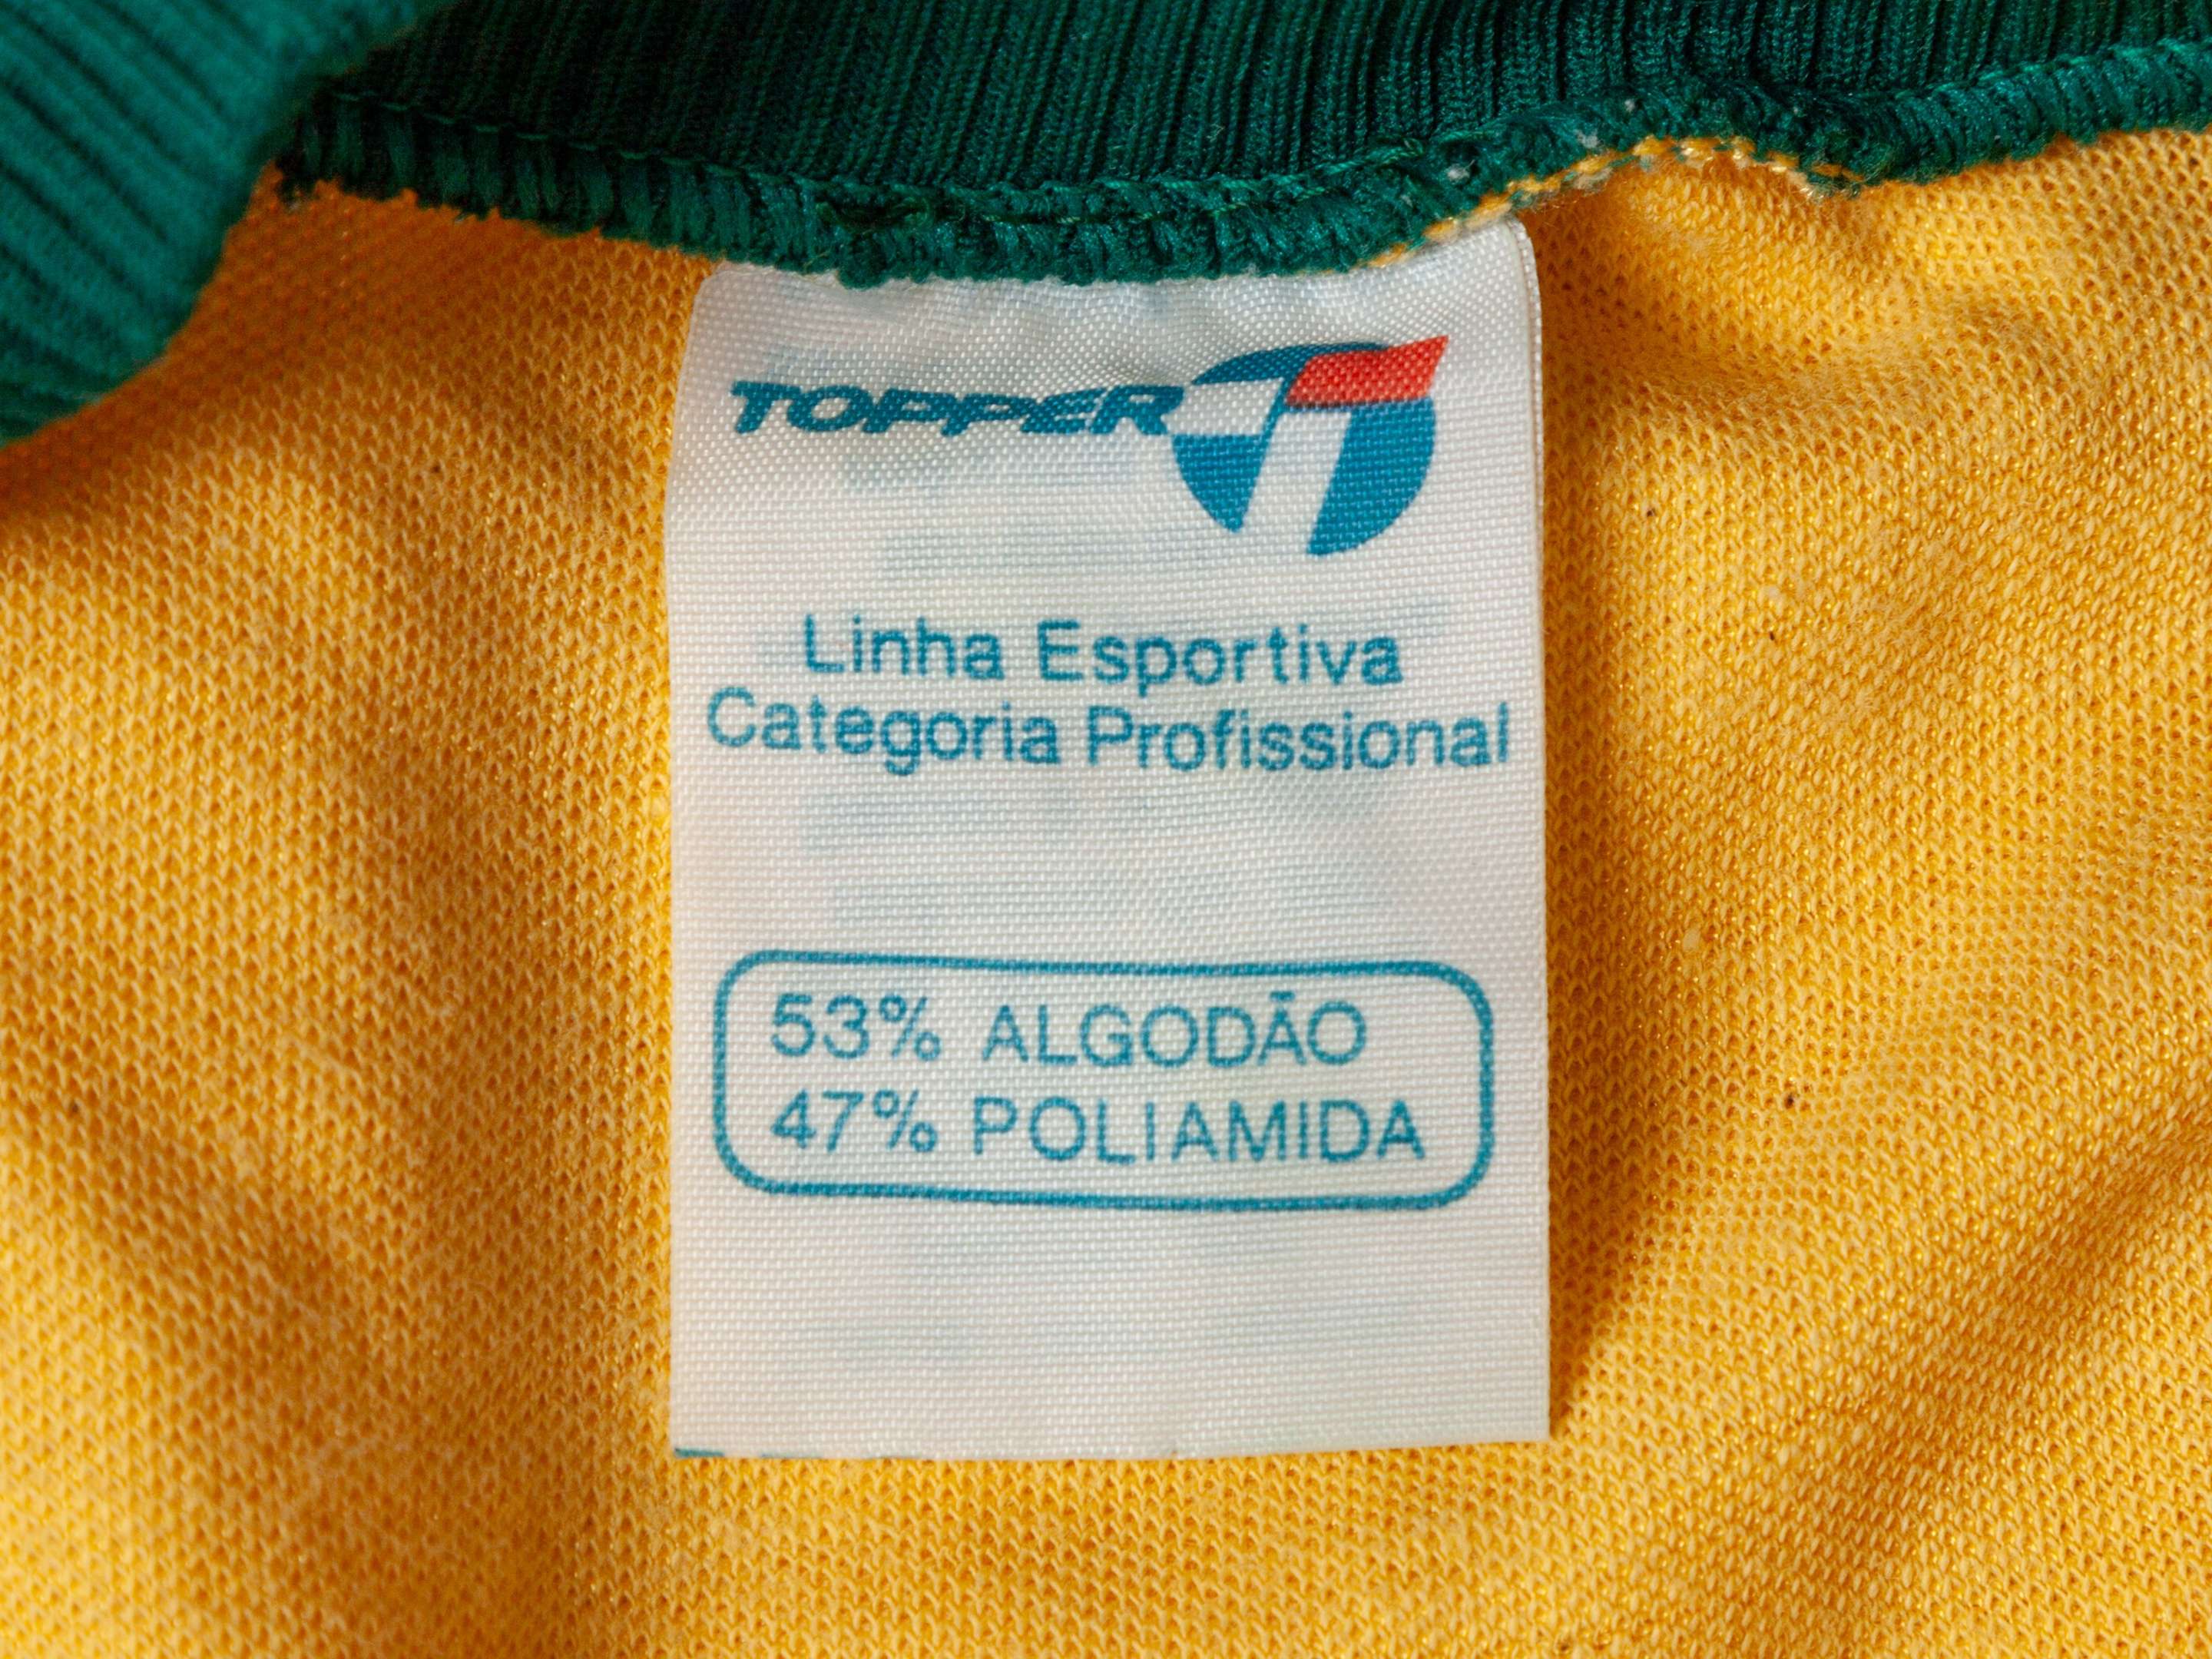 TOPPER
Linha Esportiva
Categoria Profissional
53% ALGODÃO
47% POLIAMIDA